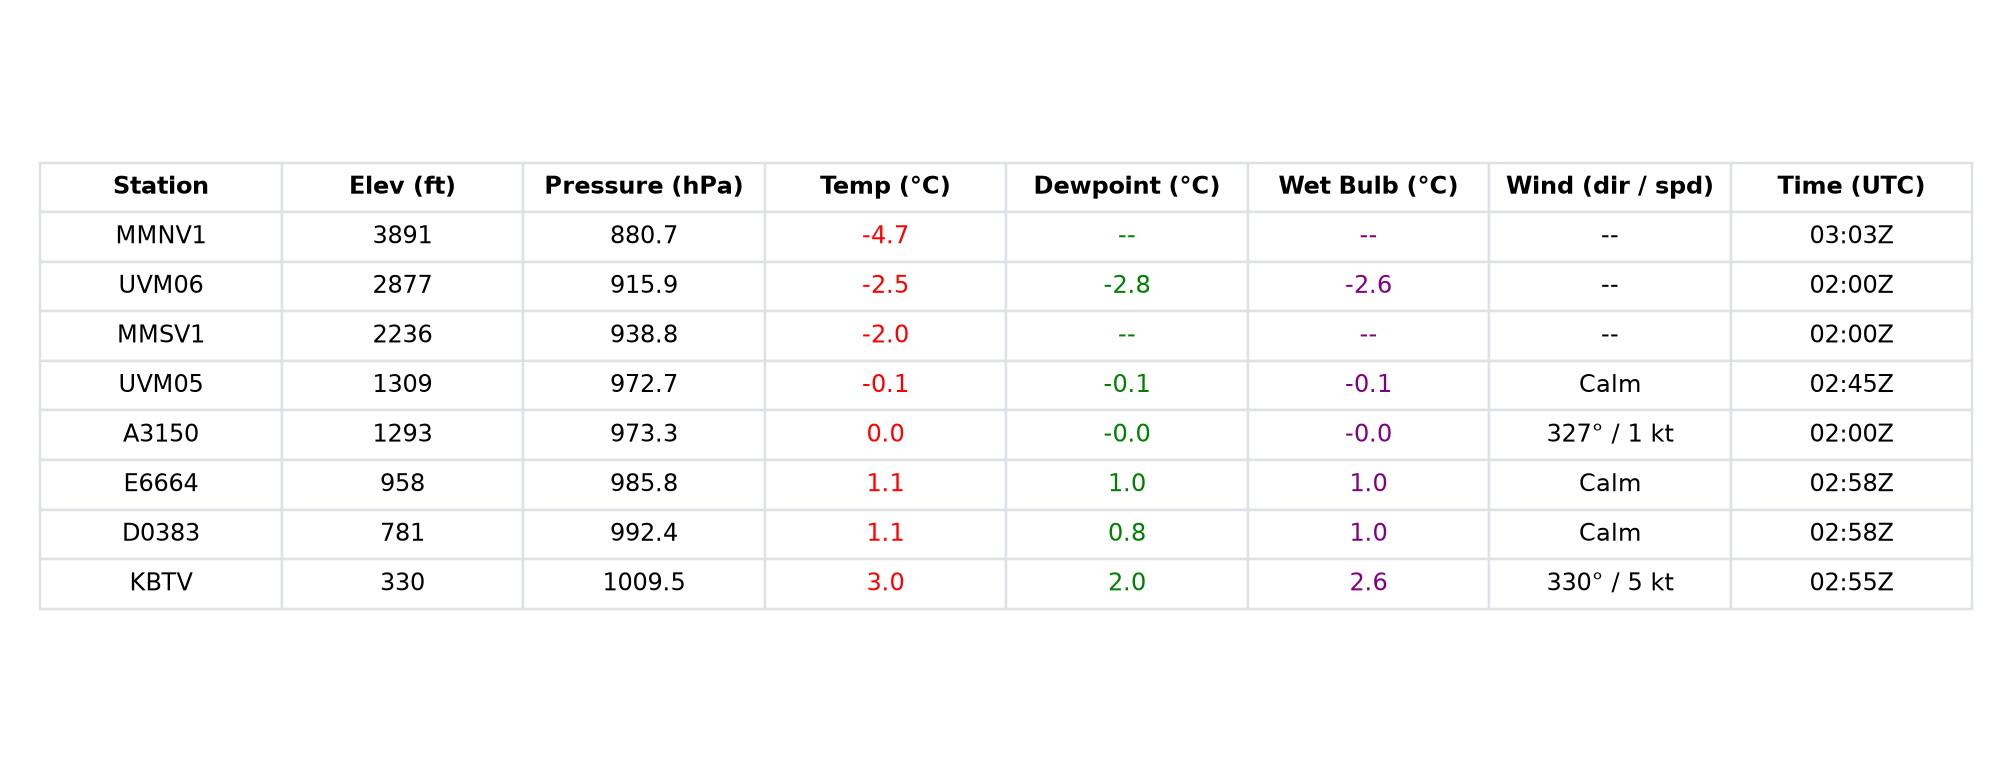 Station Elev (ft) Pressure (hPa) Temp (°C) Dewpoint (°C) Wet Bulb (°C) Wind (dir / spd) Time (UTC)
MMNV1 3891 880.7 -4.7 -- -- -- 03:03Z
UVM06 2877 915.9 -2.5 -2.8 -2.6 -- 02:00Z
MMSV1 2236 938.8 -2.0 -- -- -- 02:00Z
UVM05 1309 972.7 -0.1 -0.1 -0.1 Calm 02:45Z
A3150 1293 973.3 0.0 -0.0 -0.0 327° / 1 kt 02:00Z
E6664 958 985.8 1.1 1.0 1.0 Calm 02:58Z
D0383 781 992.4 1.1 0.8 1.0 Calm 02:58Z
KBTV 330 1009.5 3.0 2.0 2.6 330° / 5 kt 02:55Z